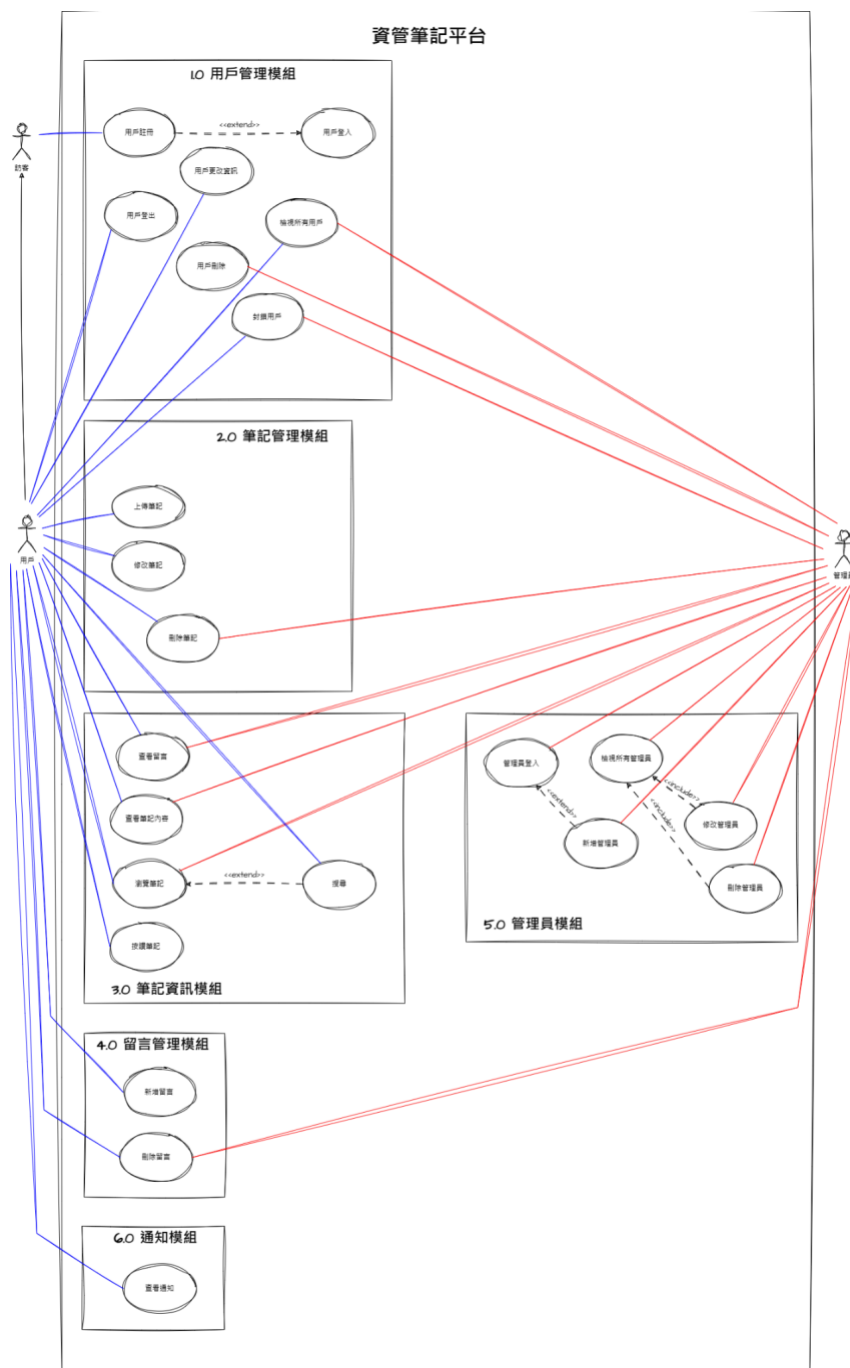 資管筆記平台
1.0 用戶管理模組
用戶註冊
<<extend>>
用戶登入
訪客
用戶更改資訊
用戶登出
檢視所有用戶
用戶刪除
封鎖用戶
2.0 筆記管理模組
上傳筆記
用戶
修改筆記
管理員
刪除筆記
查看留言
管理員登入
檢視所有管理員
<<extend>>
<<include>>
<<include>>
查看筆記內容
新增管理員
修改管理員
瀏覽筆記
<<extend>>
搜尋
刪除管理員
按讚筆記
5.0 管理員模組
3.0 筆記資訊模組
4.0 留言管理模組
新增留言
刪除留言
6.0 通知模組
查看通知